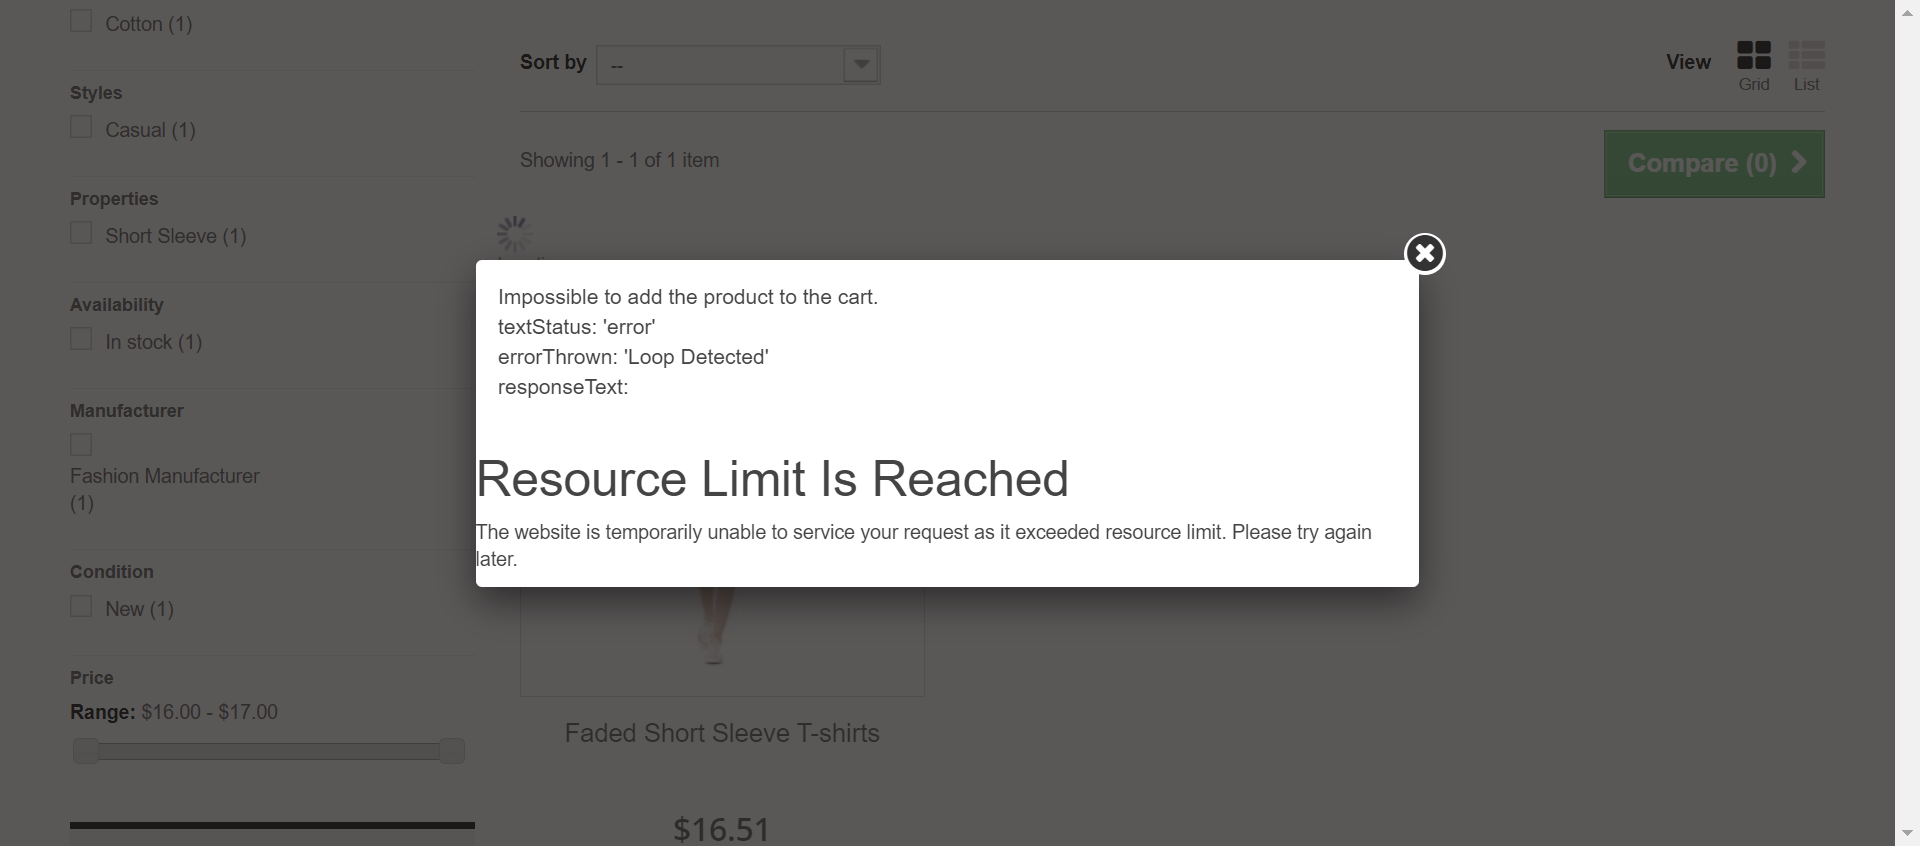 Cotton (1)
Styles
Casual (1)
Properties
Short Sleeve (1)
Availability
In stock (1)
Manufacturer
Fashion Manufacturer
(1)
Condition
New (1)
Price
Range: $16.00 - $17.00
Sort by --
View
Grid List
Showing 1 - 1 of 1 item
Compare (0)
Impossible to add the product to the cart.
textStatus: 'error'
errorThrown: 'Loop Detected'
responseText:
Resource Limit Is Reached
The website is temporarily unable to service your request as it exceeded resource limit. Please try again
later.
Faded Short Sleeve T-shirts
$16.51